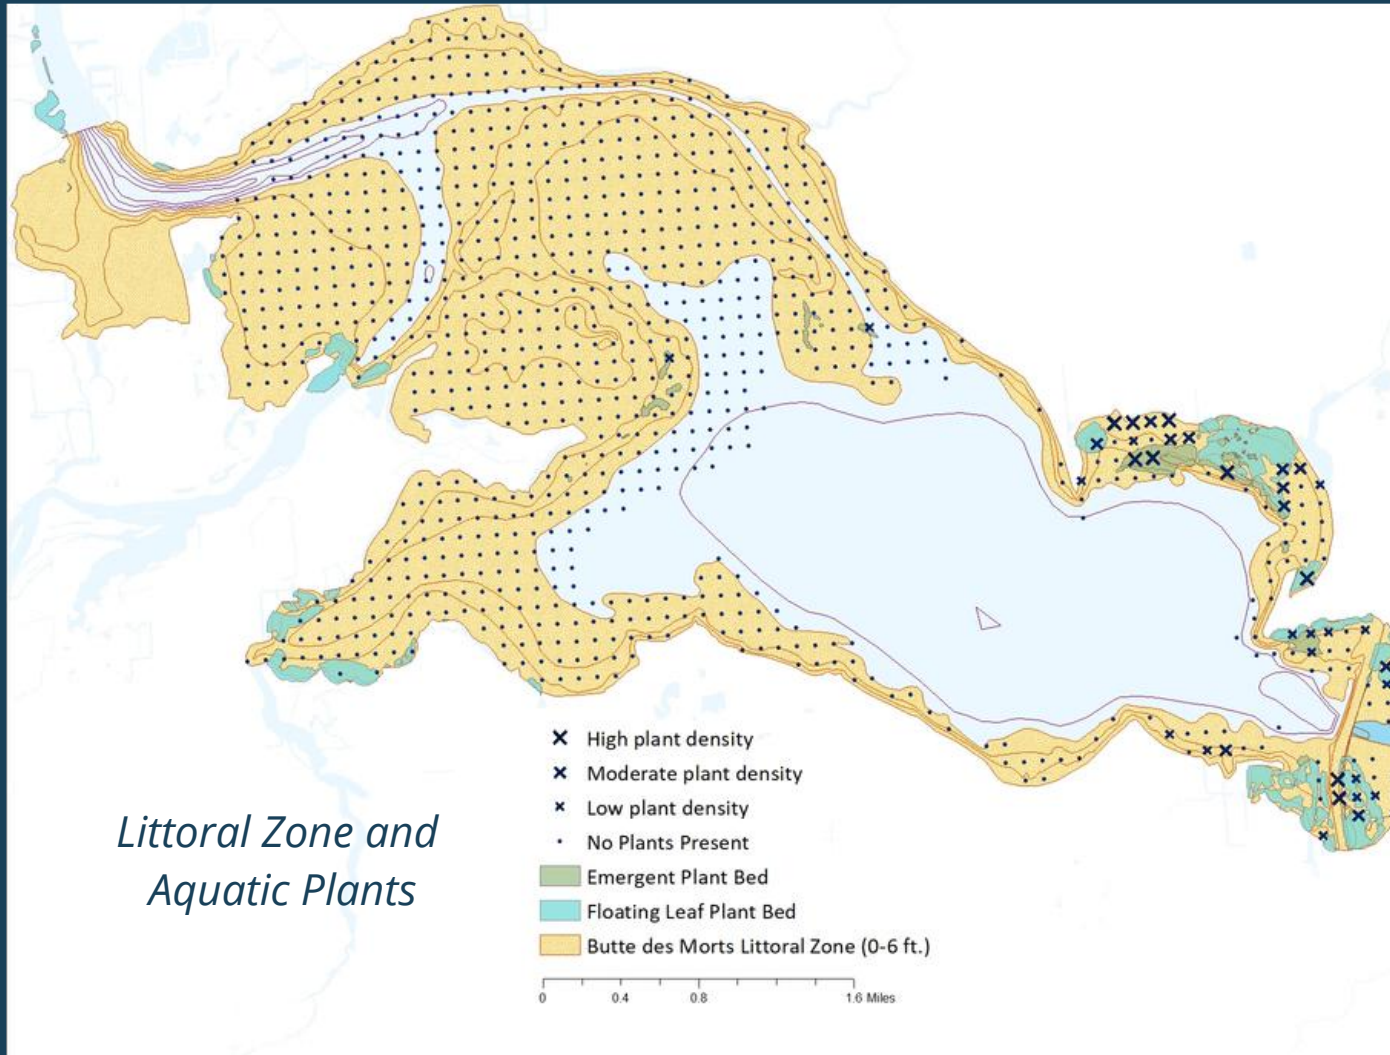 High plant density
Moderate plant density
Low plant density
No Plants Present
Emergent Plant Bed
Floating Leaf Plant Bed
Butte des Morts Littoral Zone (0-6 ft.)
0 0.4 0.8 1.6 Miles
Littoral Zone and
Aquatic Plants